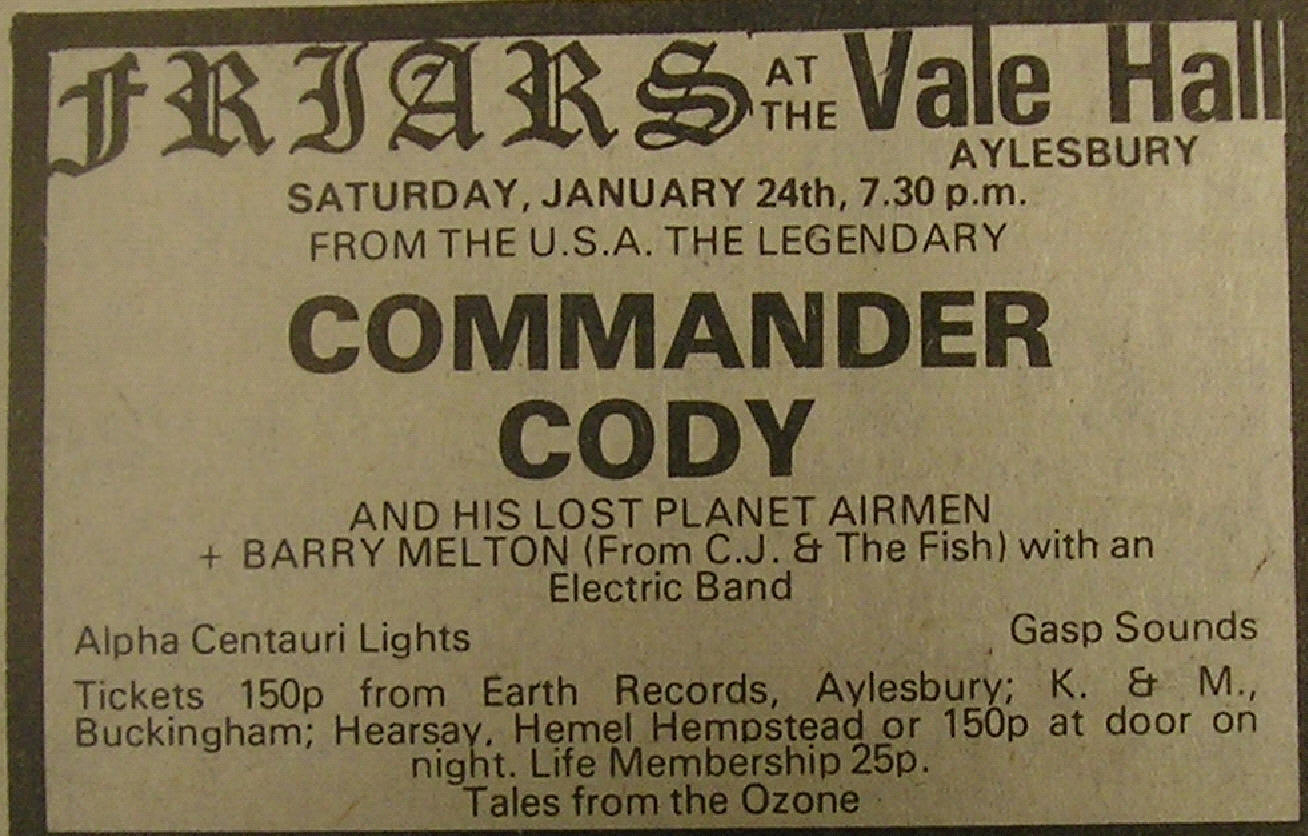 FRIARS AT THE Vale Hall
AYLESBURY
SATURDAY, JANUARY 24th, 7.30 p.m.
FROM THE U.S.A. THE LEGENDARY
COMMANDER
CODY
AND HIS LOST PLANET AIRMEN
+ BARRY MELTON (From C.J. & The Fish) with an
Electric Band
Alpha Centauri Lights Gasp Sounds
Tickets 150p from Earth Records, Aylesbury; K. & M.,
Buckingham; Hearsay, Hemel Hempstead or 150p at door on
night. Life Membership 25p.
Tales from the Ozone